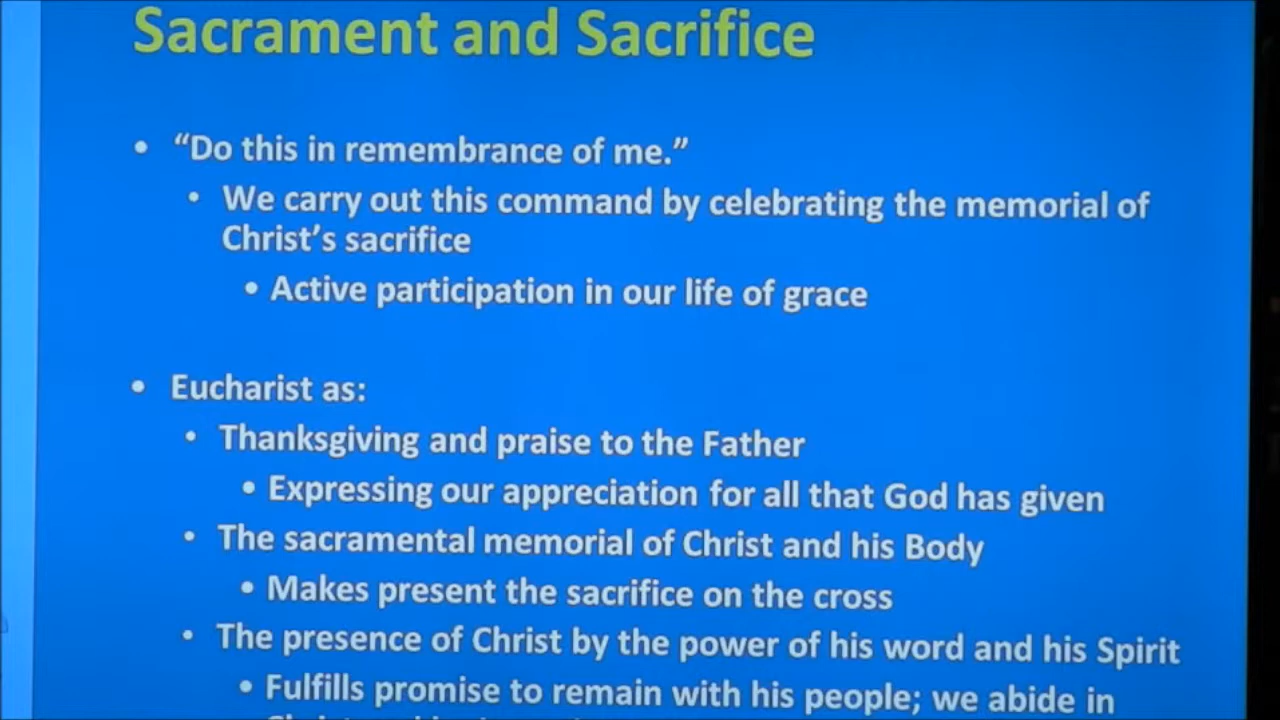 Sacrament and Sacrifice
• “Do this in remembrance of me.”
• We carry out this command by celebrating the memorial of
Christ’s sacrifice
• Active participation in our life of grace
• Eucharist as:
• Thanksgiving and praise to the Father
• Expressing our appreciation for all that God has given
• The sacramental memorial of Christ and his Body
• Makes present the sacrifice on the cross
• The presence of Christ by the power of his word and his Spirit
• Fulfills promise to remain with his people; we abide in